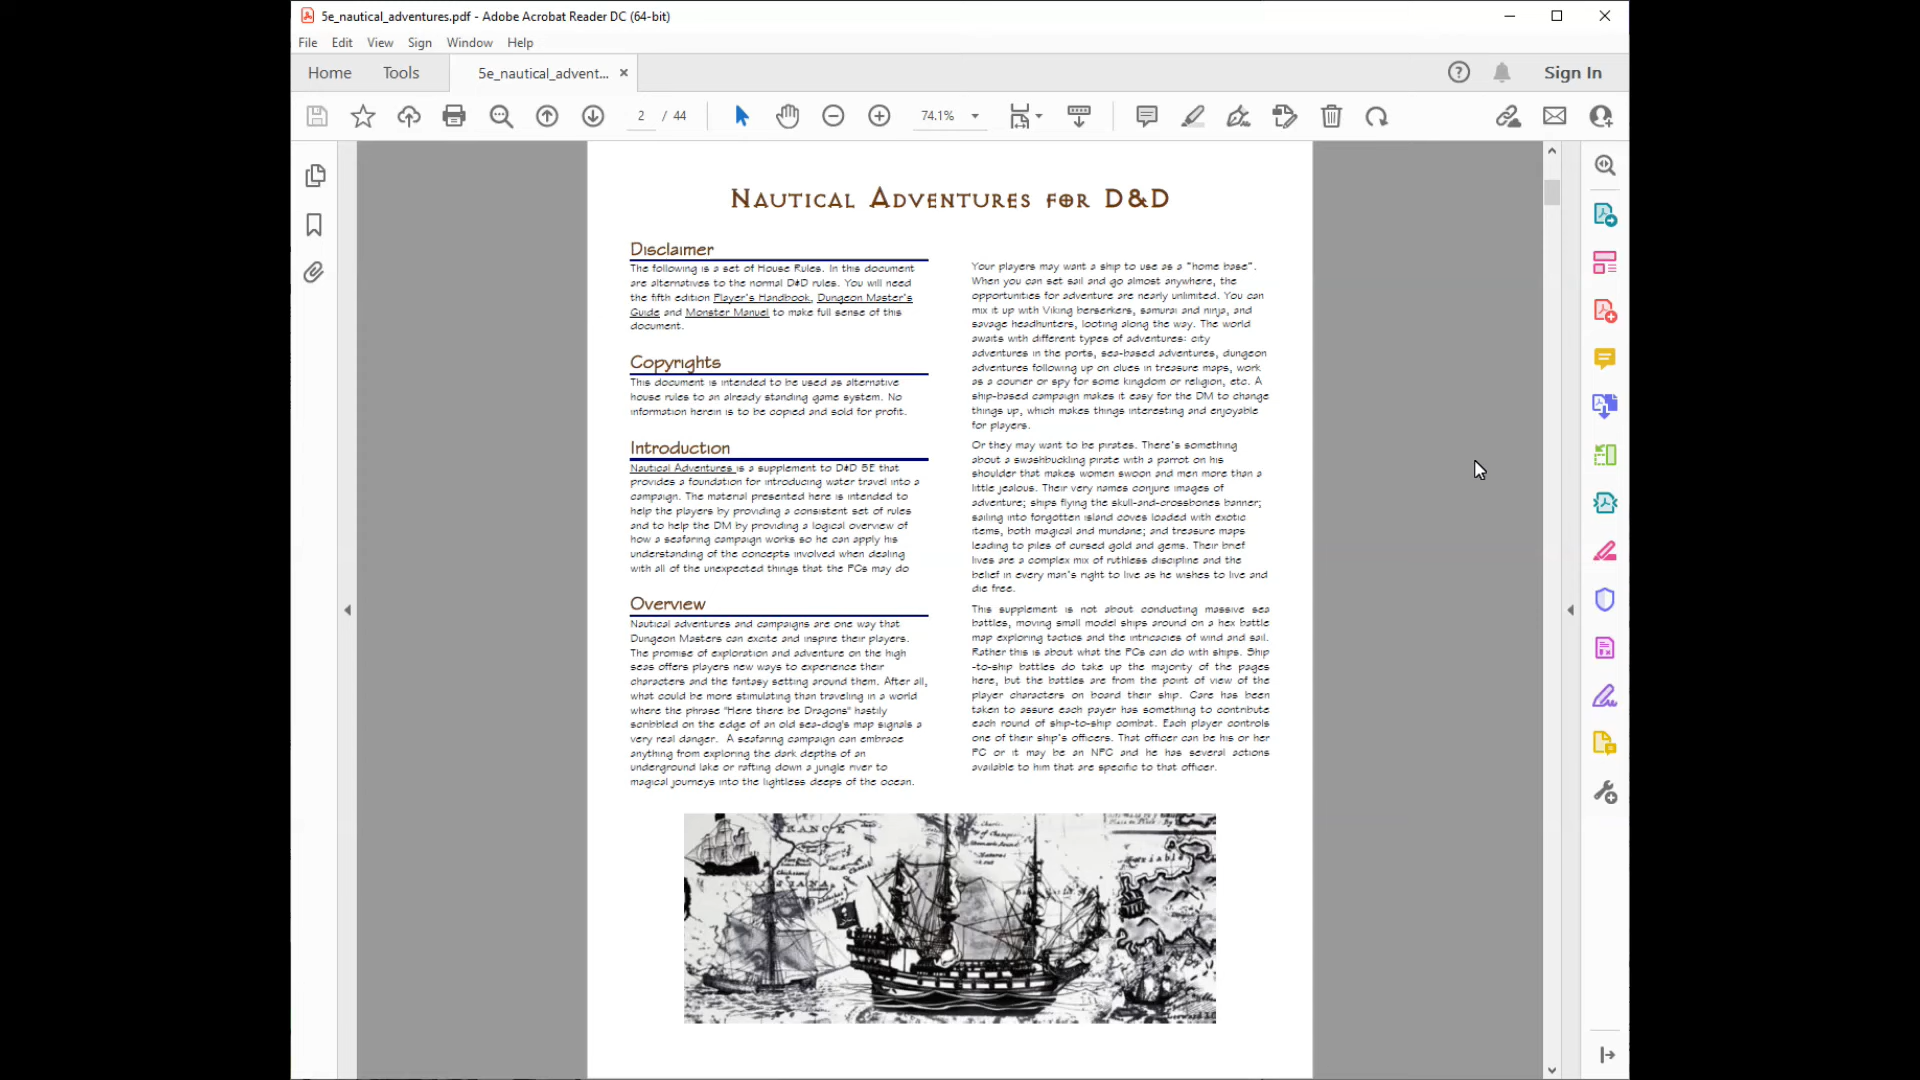 5e_nautical_adventures.pdf - Adobe Acrobat Reader DC (64-bit)
File Edit View Sign Window Help
Home Tools 5e_nautical_advent... × Sign In
2 / 44 74.1%
NAUTICAL ADVENTURES FOR D&D
Disclaimer
The following is a set of House Rules. In this document
are alternatives to the normal D&D rules. You will need
the fifth edition Player's Handbook, Dungeon Master's
Guide and Monster Manuel to make full sense of this
document.
Copyrights
This document is intended to be used as alternative
house rules to an already standing game system. No
information herein is to be copied and sold for profit.
Introduction
Nautical Adventures is a supplement to D&D 5E that
provides a foundation for introducing water travel into a
campaign. The material presented here is intended to
help the players by providing a consistent set of rules
and to help the DM by providing a logical overview of
how a seafaring campaign works so he can apply his
understanding of the concepts involved when dealing
with all of the unexpected things that the PCs may do
Overview
Nautical adventures and campaigns are one way that
Dungeon Masters can excite and inspire their players.
The promise of exploration and adventure on the high
seas offers players new ways to experience their
characters and the fantasy setting around them. After all,
what could be more stimulating than traveling in a world
where the phrase "Here there be Dragons" hastily
scribbled on the edge of an old sea-dog's map signals a
very real danger. A seafaring campaign can embrace
anything from exploring the dark depths of an
underground lake or rafting down a jungle river to
magical journeys into the lightless deeps of the ocean.
Your players may want a ship to use as a "home base".
When you can set sail and go almost anywhere, the
opportunities for adventure are nearly unlimited. You can
mix it up with Viking berserkers, samurai and ninja, and
savage headhunters, looting along the way. The world
awaits with different types of adventures: city
adventures in the ports, sea-based adventures, dungeon
adventures following up on clues in treasure maps, work
as a courier or spy for some kingdom or religion, etc. A
ship-based campaign makes it easy for the DM to change
things up, which makes things interesting and enjoyable
for players.
Or they may want to be pirates. There's something
about a swashbuckling pirate with a parrot on his
shoulder that makes women swoon and men more than a
little jealous. Their very names conjure images of
adventure; ships flying the skull-and-crossbones banner;
sailing into forgotten island coves loaded with exotic
items, both magical and mundane; and treasure maps
leading to piles of cursed gold and gems. Their brief
lives are a complex mix of ruthless discipline and the
belief in every man's right to live as he wishes to live and
die free.
This supplement is not about conducting massive sea
battles, moving small model ships around on a hex battle
map exploring tactics and the intricacies of wind and sail.
Rather this is about what the PCs can do with ships. Ship
-to-ship battles do take up the majority of the pages
here, but the battles are from the point of view of the
player characters on board their ship. Care has been
taken to assure each payer has something to contribute
each round of ship-to-ship combat. Each player controls
one of their ship's officers. That officer can be his or her
PC or it may be an NPC and he has several actions
available to him that are specific to that officer.